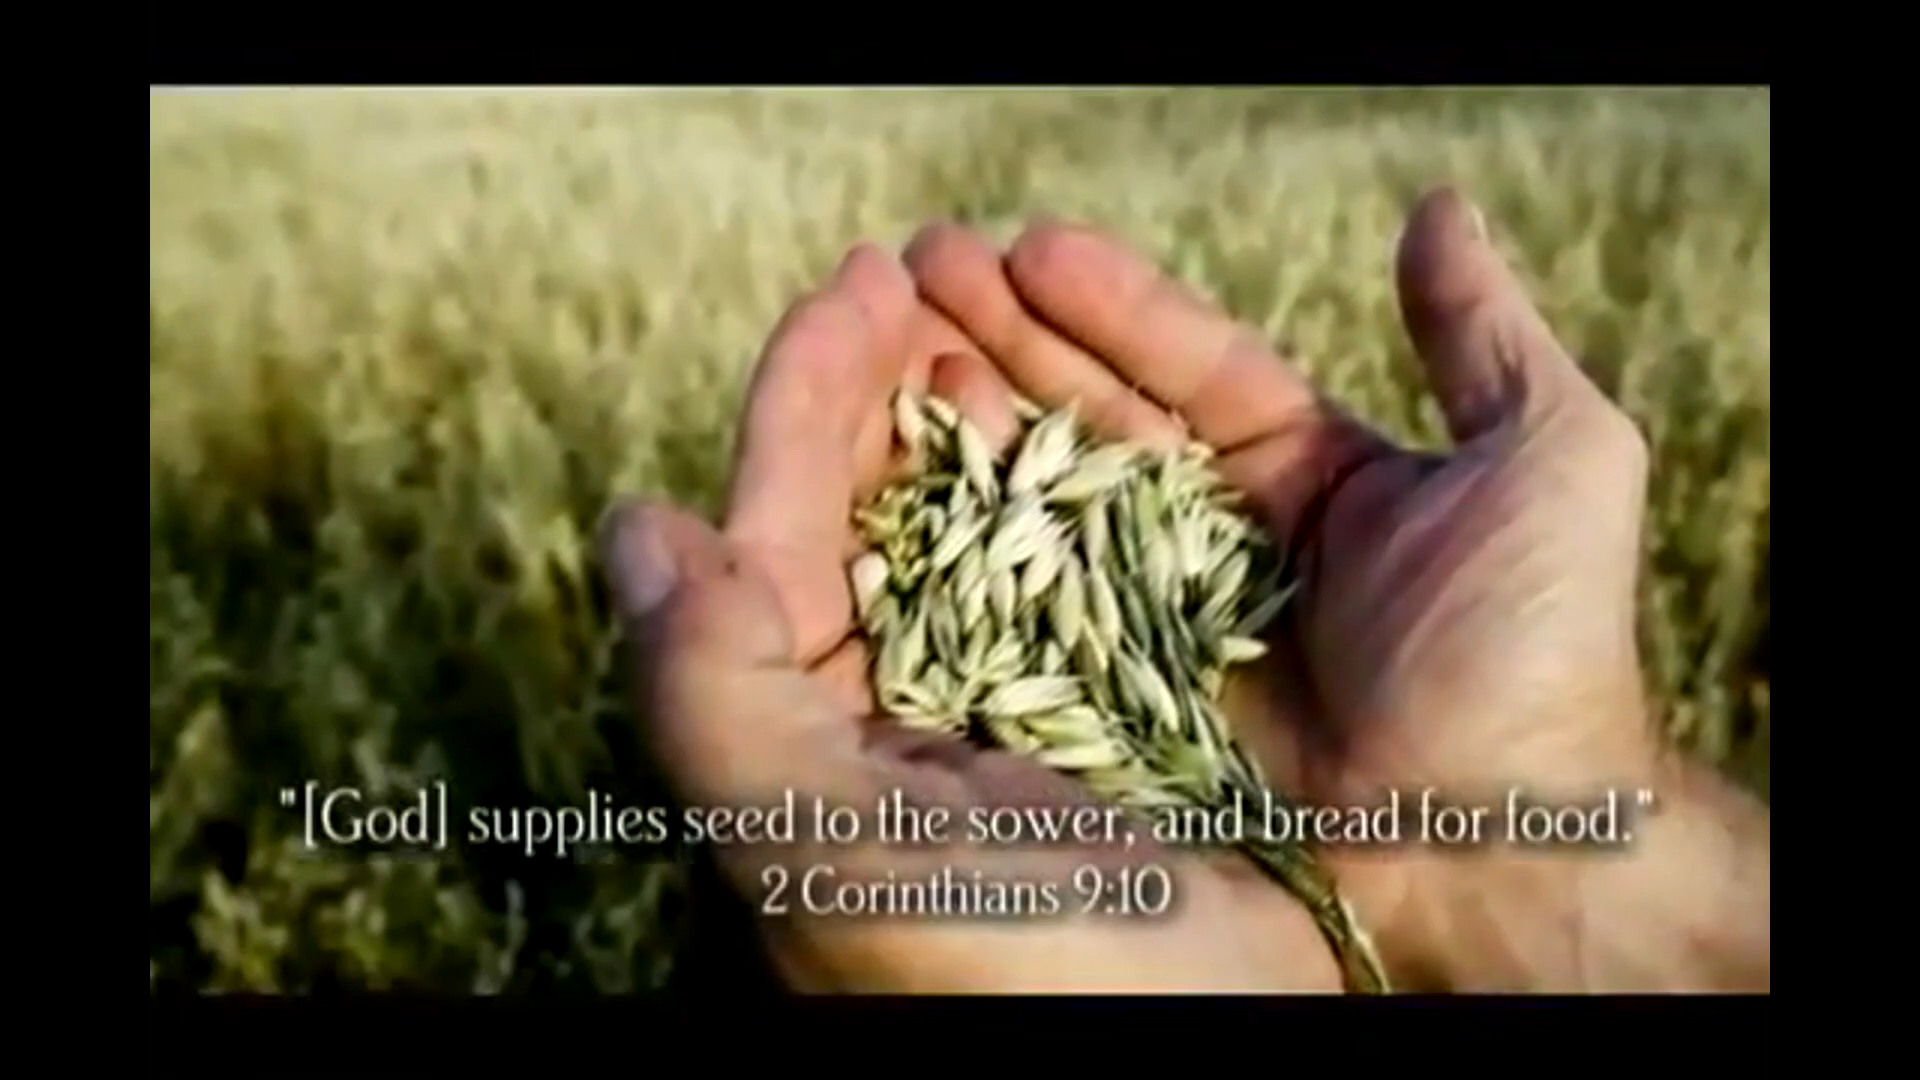 "[God] supplies seed to the sower, and bread for food."
2 Corinthians 9:10